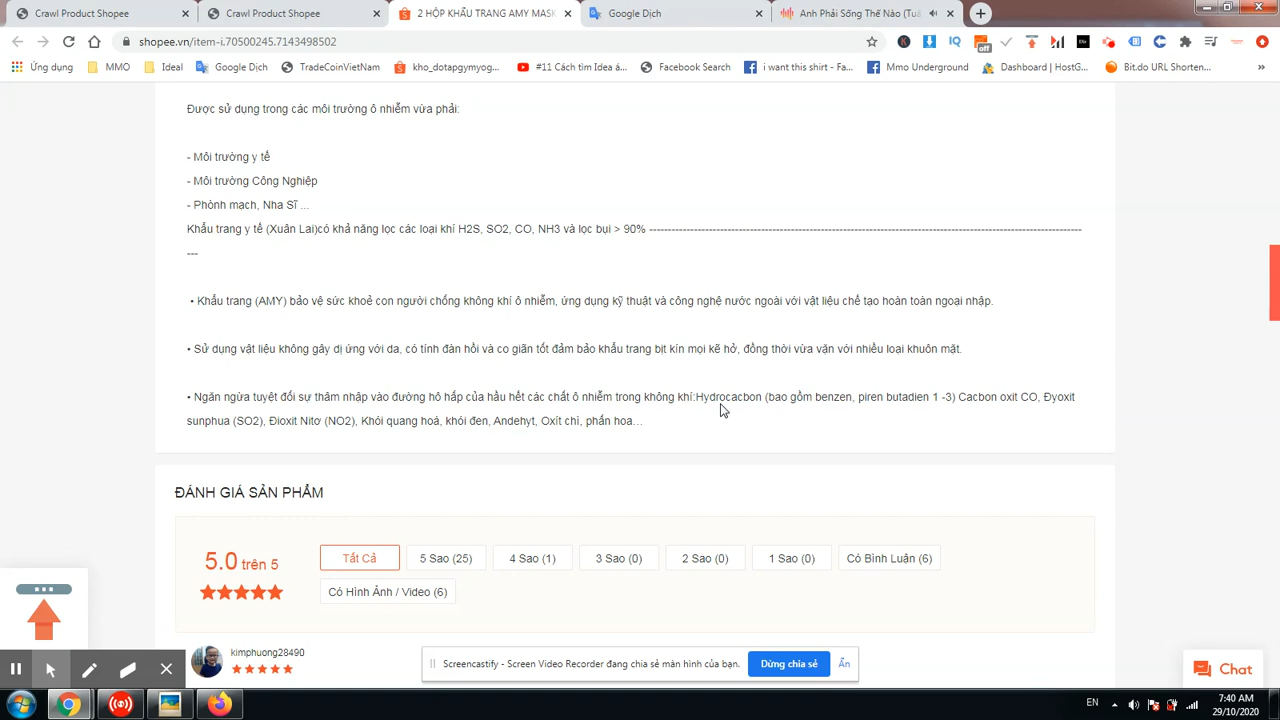 Crawl Product Shopee
Crawl Product Shopee
2 HỘP KHẨU TRANG AMY MASK
Google Dịch
Anh Phải Sống Thế Nào (Tuấ
shopee.vn/item-i.70500245.7143498502
off
Ứng dụng
MMO
Ideal
Google Dịch
TradeCoinVietNam
kho_dotapgymyog...
#11 Cách tìm Idea á...
Facebook Search
i want this shirt - Fa...
Mmo Underground
Dashboard | HostG...
Bit.do URL Shorten...
»
Được sử dụng trong các môi trường ô nhiễm vừa phải:
- Môi trường y tế
- Môi trường Công Nghiệp
- Phònh mạch, Nha Sĩ ...
Khẩu trang y tế (Xuân Lai)có khả năng lọc các loại khí H2S, SO2, CO, NH3 và lọc bụi > 90% -------------------------------------------------------------------------------------------------------------
---
• Khẩu trang (AMY) bảo vệ sức khoẻ con người chống không khí ô nhiễm, ứng dụng kỹ thuật và công nghệ nước ngoài với vật liệu chế tạo hoàn toàn ngoại nhập.
• Sử dụng vật liệu không gây dị ứng với da, có tính đàn hồi và co giãn tốt đảm bảo khẩu trang bịt kín mọi kẽ hở, đồng thời vừa vặn với nhiều loại khuôn mặt.
• Ngăn ngừa tuyệt đối sự thâm nhập vào đường hô hấp của hầu hết các chất ô nhiễm trong không khí:Hydrocacbon (bao gồm benzen, piren butadien 1 -3) Cacbon oxit CO, Đyoxit
sunphua (SO2), Đioxit Nitơ (NO2), Khói quang hoá, khói đen, Andehyt, Oxít chì, phấn hoa…
ĐÁNH GIÁ SẢN PHẨM
5.0 trên 5
Tất Cả
5 Sao (25)
4 Sao (1)
3 Sao (0)
2 Sao (0)
1 Sao (0)
Có Bình Luận (6)
Có Hình Ảnh / Video (6)
kimphuong28490
Screencastify - Screen Video Recorder đang chia sẻ màn hình của bạn.
Dừng chia sẻ
Ẩn
Chat
EN
7:40 AM
29/10/2020